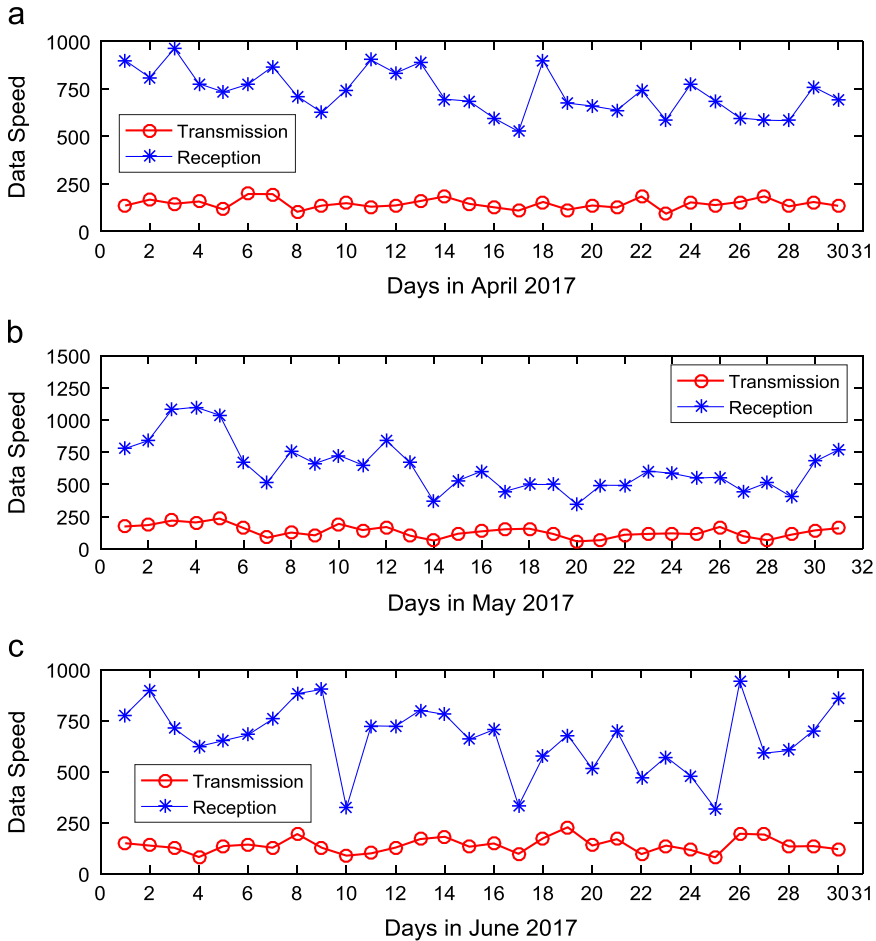 a
1000
750
500
250
0
Data Speed
Transmission
Reception
0 2 4 6 8 10 12 14 16 18 20 22 24 26 28 30 31
Days in April 2017
b
1500
1250
1000
750
500
250
0
Data Speed
Transmission
Reception
0 2 4 6 8 10 12 14 16 18 20 22 24 26 28 30 32
Days in May 2017
c
1000
750
500
250
0
Data Speed
Transmission
Reception
0 2 4 6 8 10 12 14 16 18 20 22 24 26 28 30 31
Days in June 2017